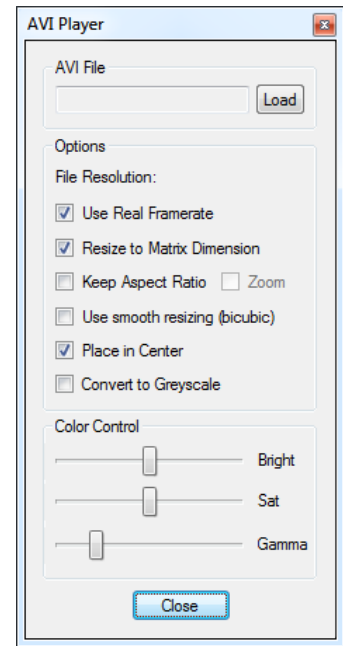 AVI Player
AVI File
Load
Options
File Resolution:
Use Real Framerate
Resize to Matrix Dimension
Keep Aspect Ratio Zoom
Use smooth resizing (bicubic)
Place in Center
Convert to Greyscale
Color Control
Bright
Sat
Gamma
Close